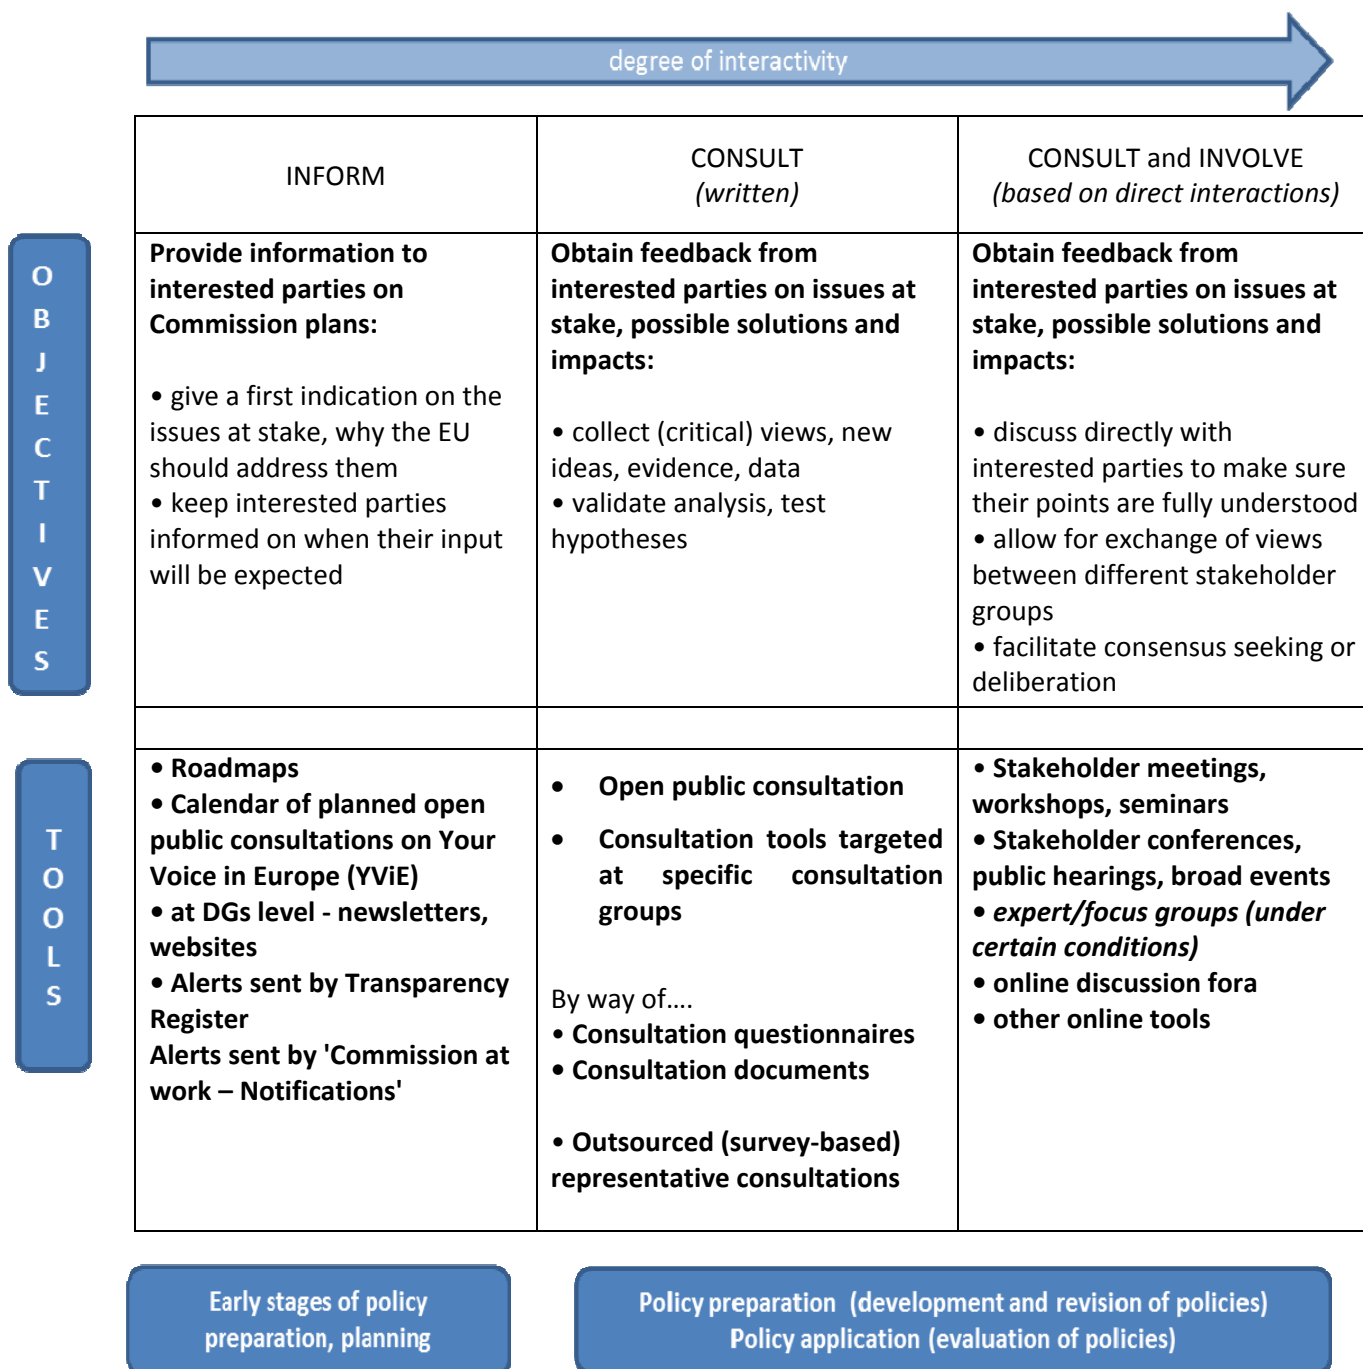 degree of interactivity
INFORM
CONSULT
(written)
CONSULT and INVOLVE
(based on direct interactions)
OBJECTIVES
Provide information to
interested parties on
Commission plans:
• give a first indication on the
issues at stake, why the EU
should address them
• keep interested parties
informed on when their input
will be expected
Obtain feedback from
interested parties on issues at
stake, possible solutions and
impacts:
• collect (critical) views, new
ideas, evidence, data
• validate analysis, test
hypotheses
Obtain feedback from
interested parties on issues at
stake, possible solutions and
impacts:
• discuss directly with
interested parties to make sure
their points are fully understood
• allow for exchange of views
between different stakeholder
groups
• facilitate consensus seeking or
deliberation
TOOLS
• Roadmaps
• Calendar of planned open
public consultations on Your
Voice in Europe (YViE)
• at DGs level - newsletters,
websites
• Alerts sent by Transparency
Register
Alerts sent by 'Commission at
work – Notifications'
• Open public consultation
• Consultation tools targeted
at specific consultation
groups
By way of....
• Consultation questionnaires
• Consultation documents
• Outsourced (survey-based)
representative consultations
• Stakeholder meetings,
workshops, seminars
• Stakeholder conferences,
public hearings, broad events
• expert/focus groups (under
certain conditions)
• online discussion fora
• other online tools
Early stages of policy
preparation, planning
Policy preparation (development and revision of policies)
Policy application (evaluation of policies)